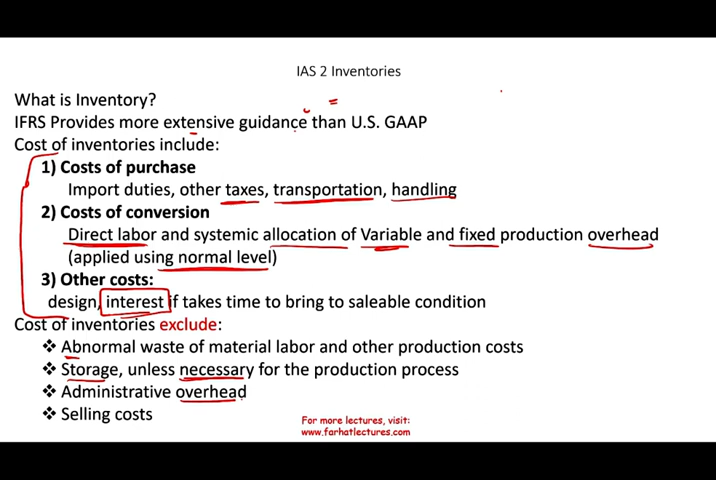 IAS 2 Inventories
What is Inventory?
IFRS Provides more extensive guidance than U.S. GAAP
Cost of inventories include:
1) Costs of purchase
Import duties, other taxes, transportation, handling
2) Costs of conversion
Direct labor and systemic allocation of Variable and fixed production overhead
(applied using normal level)
3) Other costs:
design, interest if takes time to bring to saleable condition
Cost of inventories exclude:
❖ Abnormal waste of material labor and other production costs
❖ Storage, unless necessary for the production process
❖ Administrative overhead
❖ Selling costs
For more lectures, visit:
www.farhatlectures.com